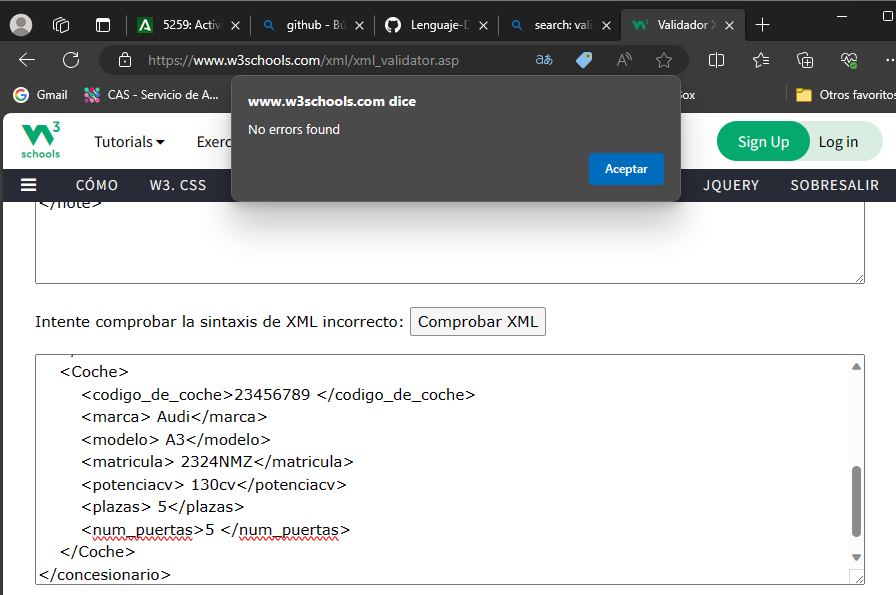 5259: Activ
github - Bú
Lenguaje-D
search: vali
Validador X
https://www.w3schools.com/xml/xml_validator.asp
Gmail
CAS - Servicio de A...
Otros favoritos
www.w3schools.com dice
No errors found
Aceptar
W3
schools
Tutorials
Exerc
Sign Up
Log in
CÓMO
W3. CSS
JQUERY
SOBRESALIR
</note>
Intente comprobar la sintaxis de XML incorrecto:
Comprobar XML
<Coche>
<codigo_de_coche>23456789 </codigo_de_coche>
<marca> Audi</marca>
<modelo> A3</modelo>
<matricula> 2324NMZ</matricula>
<potenciacv> 130cv</potenciacv>
<plazas> 5</plazas>
<num_puertas>5 </num_puertas>
</Coche>
</concesionario>